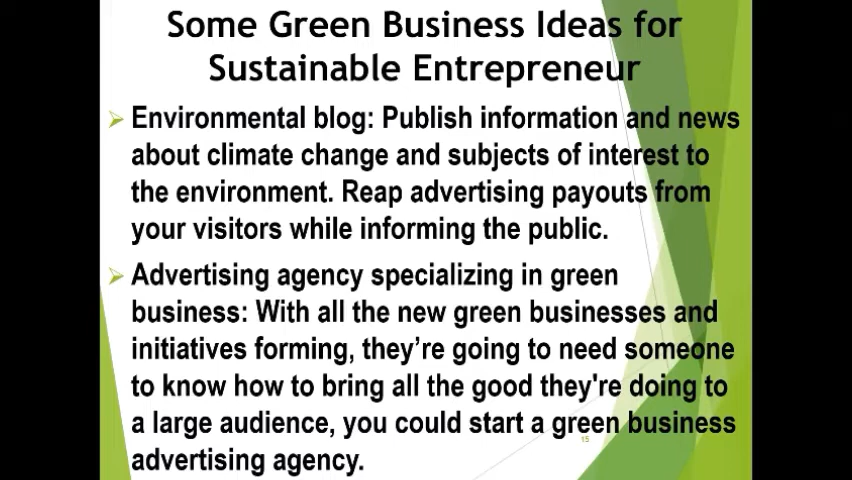 Some Green Business Ideas for
Sustainable Entrepreneur
Environmental blog: Publish information and news
about climate change and subjects of interest to
the environment. Reap advertising payouts from
your visitors while informing the public.
Advertising agency specializing in green
business: With all the new green businesses and
initiatives forming, they’re going to need someone
to know how to bring all the good they're doing to
a large audience, you could start a green business
15
advertising agency.